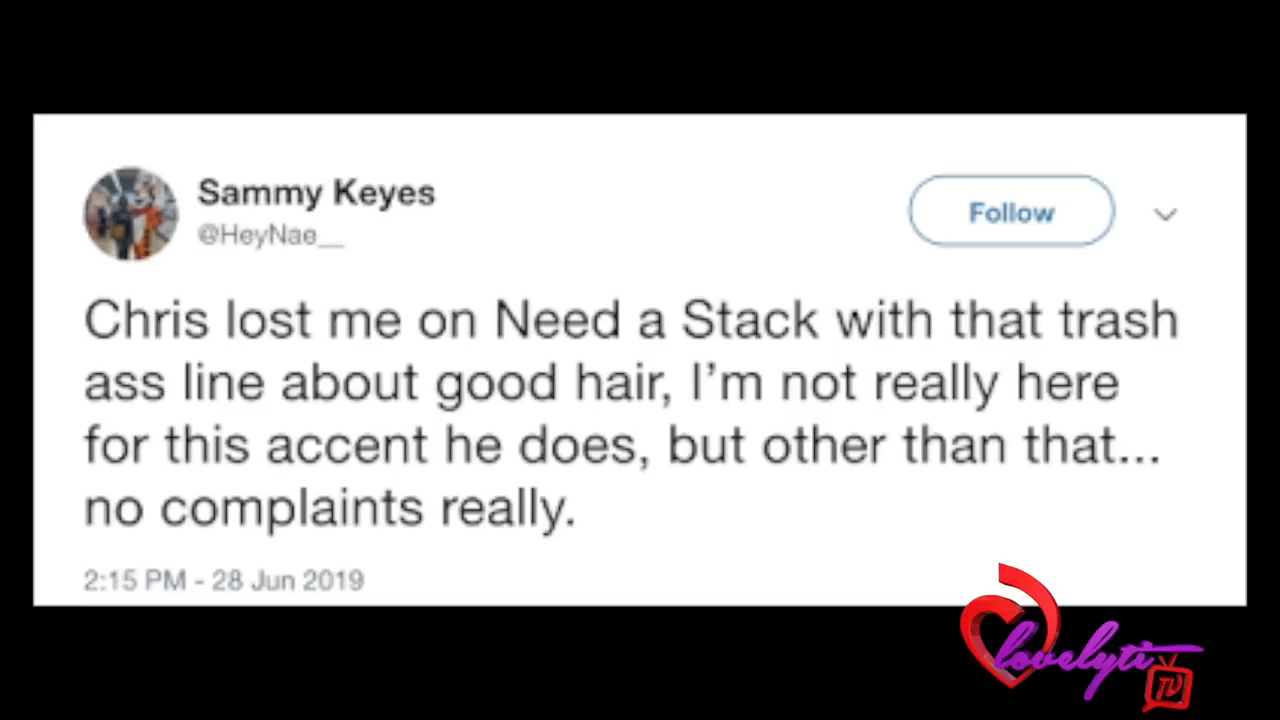 Sammy Keyes
@HeyNae__
Follow
Chris lost me on Need a Stack with that trash
ass line about good hair, I’m not really here
for this accent he does, but other than that...
no complaints really.
2:15 PM - 28 Jun 2019
lovelyti
TV